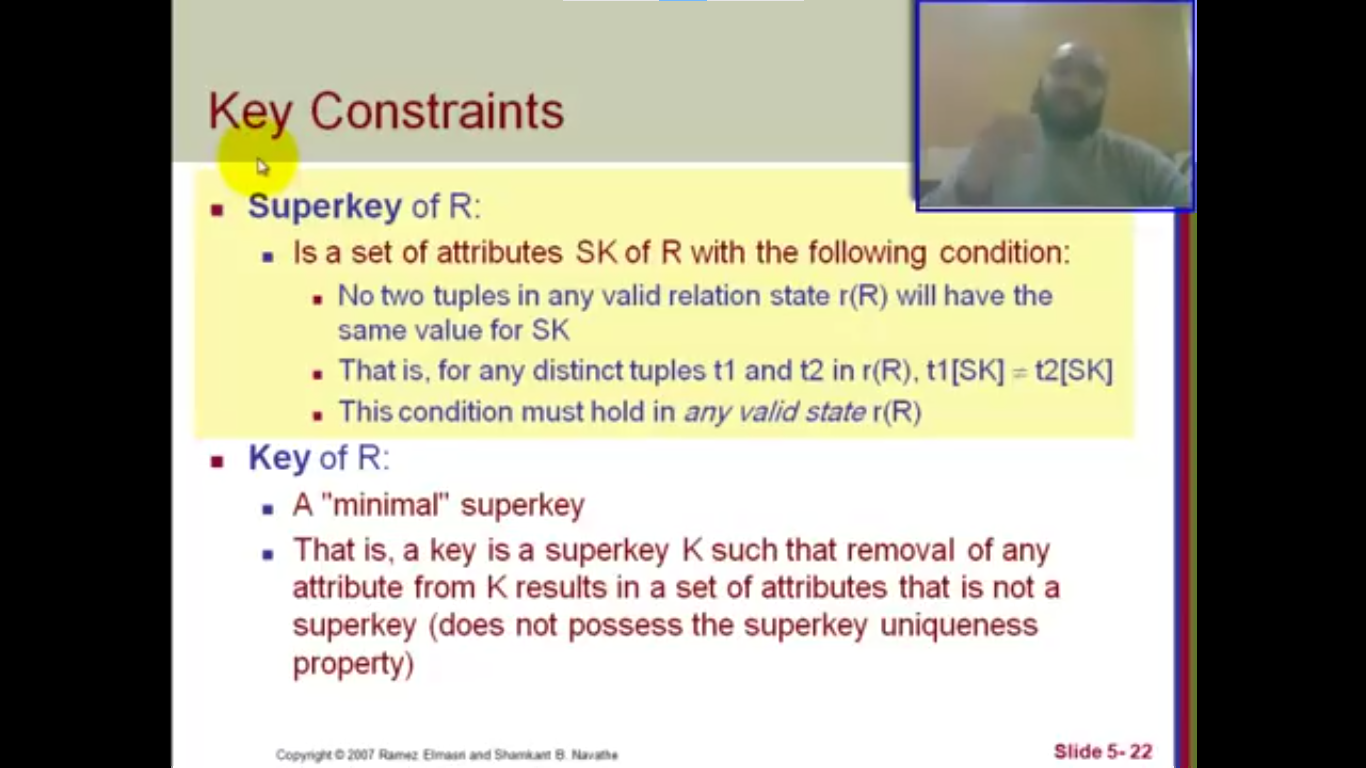 Key Constraints
Superkey of R:
Is a set of attributes SK of R with the following condition:
No two tuples in any valid relation state r(R) will have the
same value for SK
That is, for any distinct tuples t1 and t2 in r(R), t1[SK] ≠ t2[SK]
This condition must hold in any valid state r(R)
Key of R:
A "minimal" superkey
That is, a key is a superkey K such that removal of any
attribute from K results in a set of attributes that is not a
superkey (does not possess the superkey uniqueness
property)
Copyright © 2007 Ramez Elmasri and Shamkant B. Navathe
Slide 5- 22